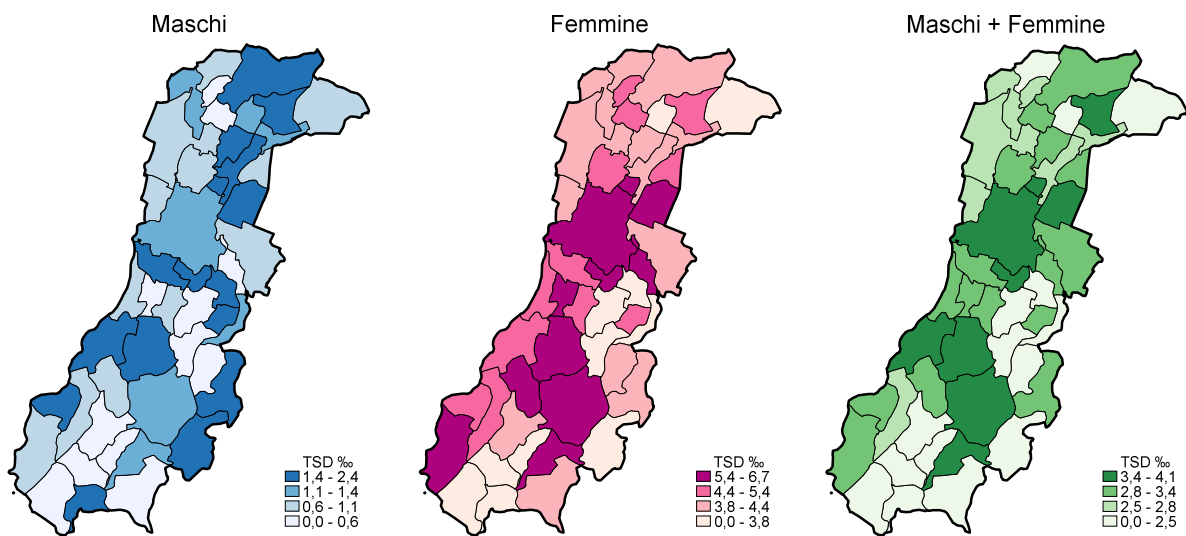 Maschi
Femmine
Maschi + Femmine
TSD ‰
1,4 - 2,4
1,1 - 1,4
0,6 - 1,1
0,0 - 0,6
TSD ‰
5,4 - 6,7
4,4 - 5,4
3,8 - 4,4
0,0 - 3,8
TSD ‰
3,4 - 4,1
2,8 - 3,4
2,5 - 2,8
0,0 - 2,5